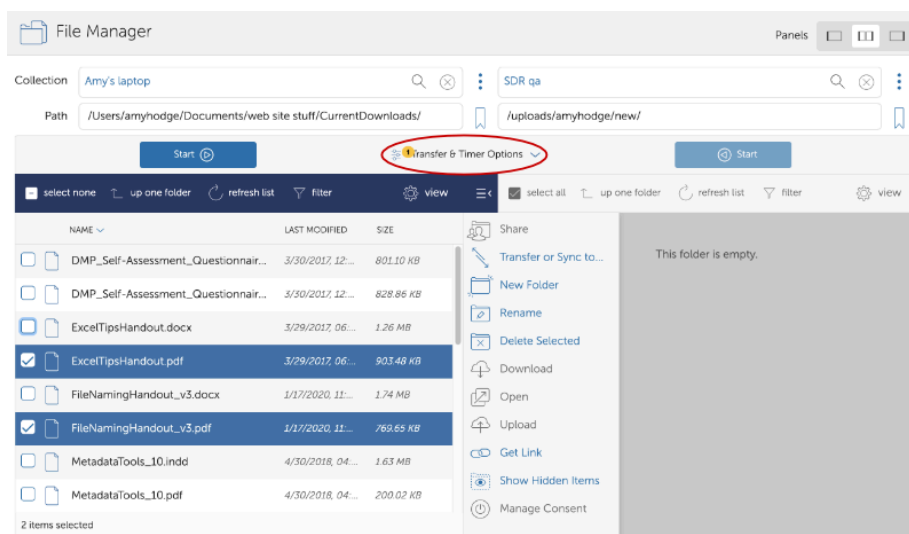 File Manager
Panels
Collection Amy's laptop SDR qa
Path /Users/amyhodge/Documents/web site stuff/CurrentDownloads/ /uploads/amyhodge/new/
Start 1 Transfer & Timer Options Start
select none up one folder refresh list filter view select all up one folder refresh list filter view
NAME LAST MODIFIED SIZE
DMP_Self-Assessment_Questionnair... 3/30/2017, 12:... 801.10 KB
DMP_Self-Assessment_Questionnair... 3/30/2017, 12:... 828.86 KB
ExcelTipsHandout.docx 3/29/2017, 06:... 1.26 MB
ExcelTipsHandout.pdf 3/29/2017, 06:... 903.48 KB
FileNamingHandout_v3.docx 1/17/2020, 11:... 1.74 MB
FileNamingHandout_v3.pdf 1/17/2020, 11:... 769.65 KB
MetadataTools_10.indd 4/30/2018, 04:... 1.63 MB
MetadataTools_10.pdf 4/30/2018, 04:... 200.02 KB
2 items selected
Share
Transfer or Sync to...
New Folder
Rename
Delete Selected
Download
Open
Upload
Get Link
Show Hidden Items
Manage Consent
This folder is empty.